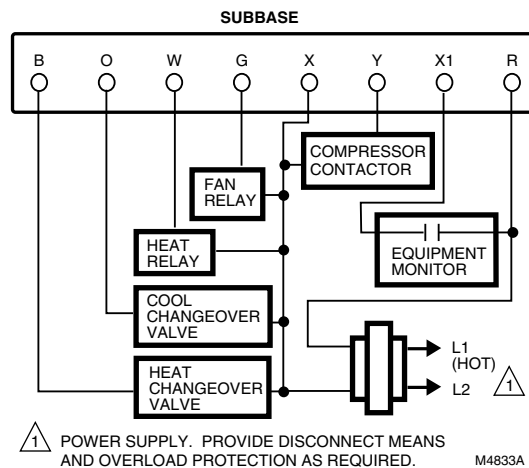 SUBBASE
B O W G X Y X1 R
COMPRESSOR
CONTACTOR
FAN
RELAY
HEAT
RELAY
EQUIPMENT
MONITOR
COOL
CHANGEOVER
VALVE
HEAT
CHANGEOVER
VALVE
L1
(HOT)
L2
1
1 POWER SUPPLY. PROVIDE DISCONNECT MEANS
AND OVERLOAD PROTECTION AS REQUIRED.
M4833A